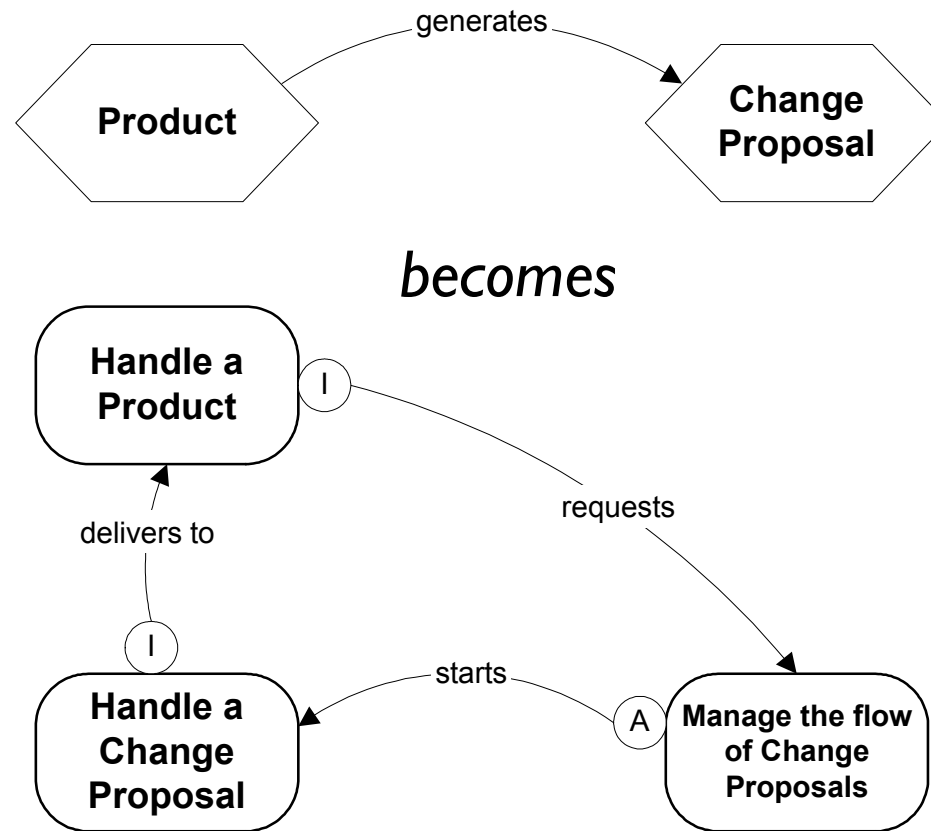 generates
Product
Change
Proposal
becomes
Handle a
Product
I
requests
delivers to
I
starts
Handle a
Change
Proposal
A
Manage the flow
of Change
Proposals